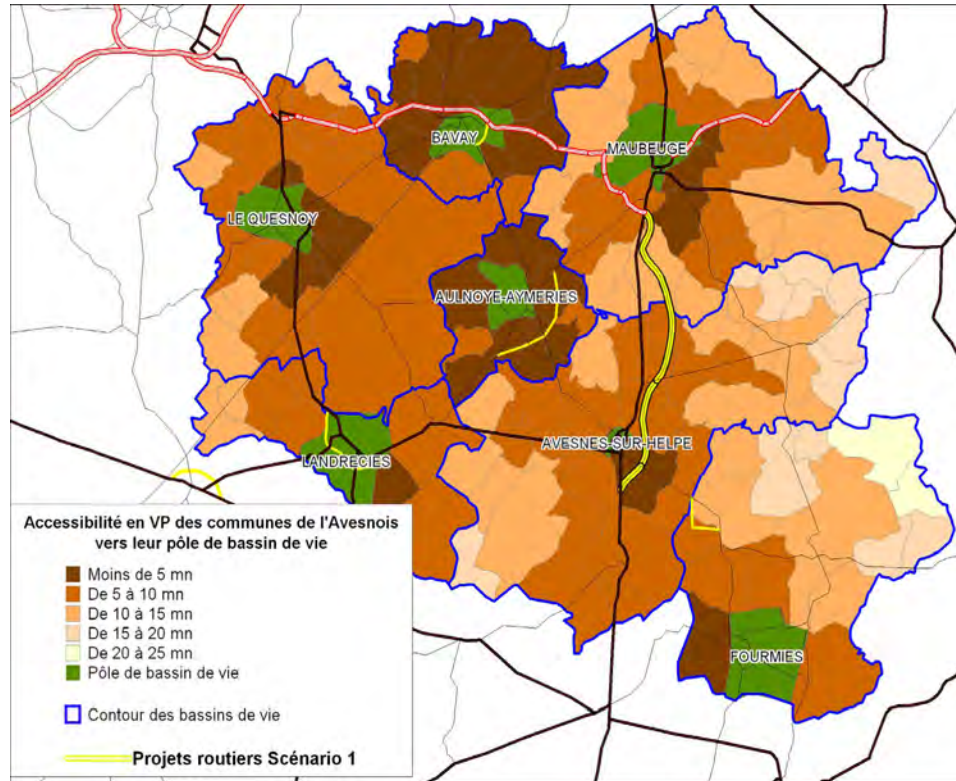 BAVAY
MAUBEUGE
LE QUESNOY
AULNOYE-AYMERIES
AVESNES-SUR-HELPE
LANDRECIES
FOURMIES
Accessibilité en VP des communes de l'Avesnois
vers leur pôle de bassin de vie
Moins de 5 mn
De 5 à 10 mn
De 10 à 15 mn
De 15 à 20 mn
De 20 à 25 mn
Pôle de bassin de vie
Contour des bassins de vie
Projets routiers Scénario 1